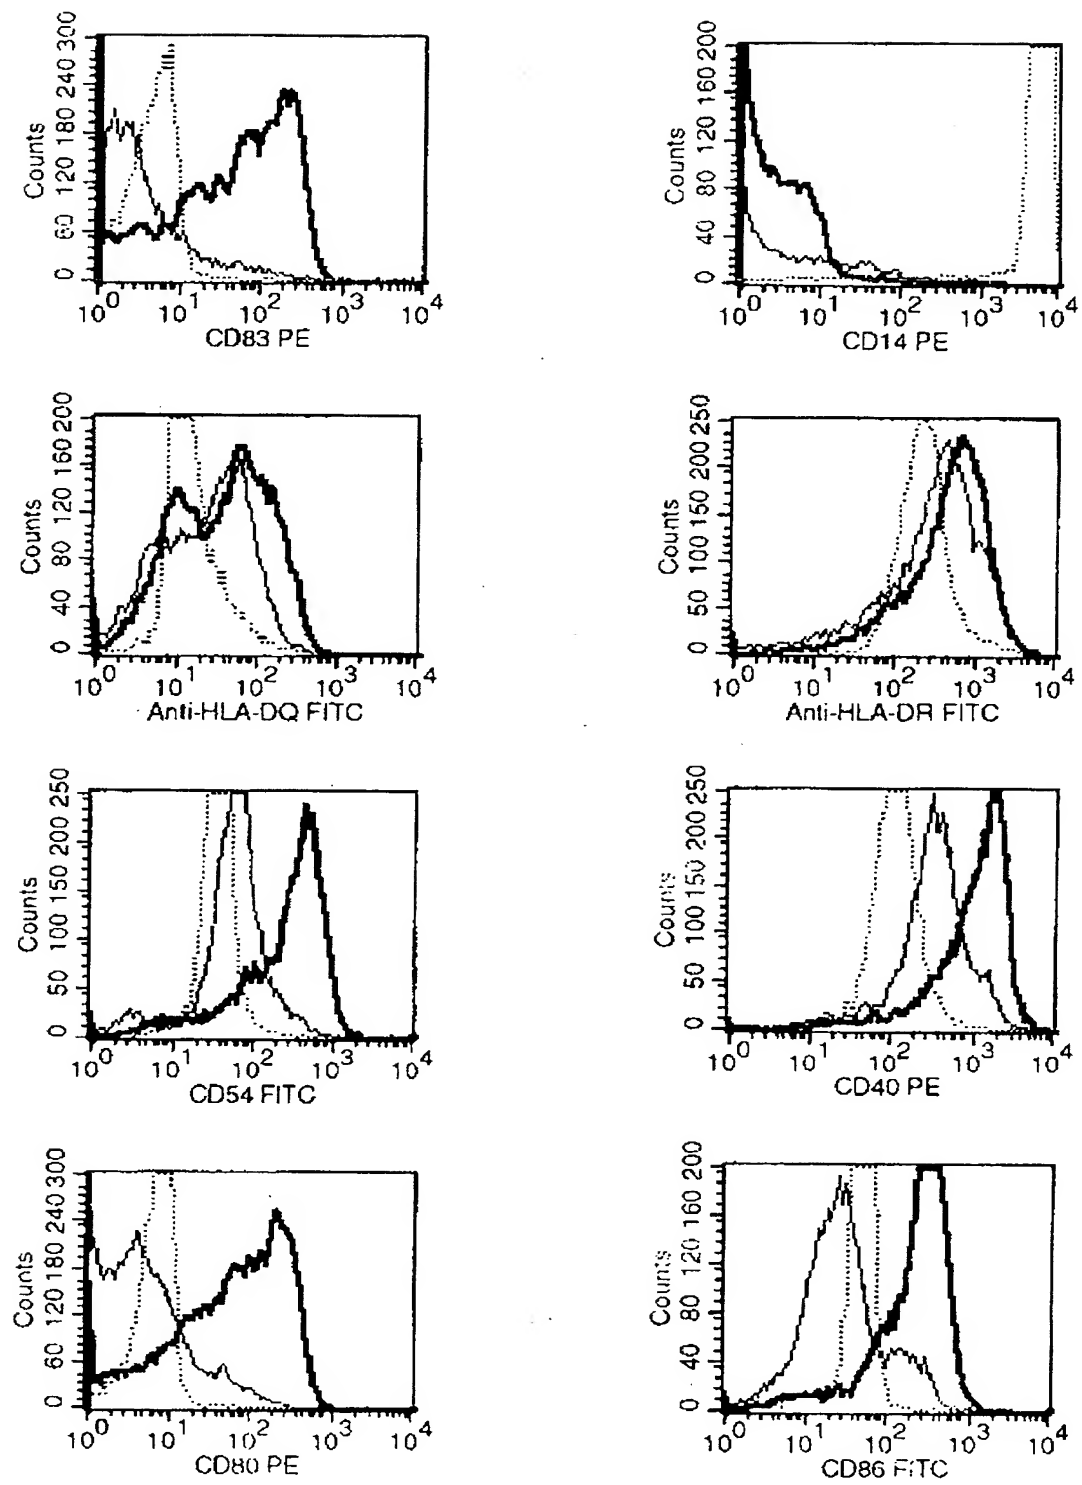 Counts
0 60 120 180 240 300
10^0 10^1 10^2 10^3 10^4
CD83 PE
Counts
0 40 80 120 160 200
10^0 10^1 10^2 10^3 10^4
CD14 PE
Counts
0 40 80 120 160 200
10^0 10^1 10^2 10^3 10^4
Anti-HLA-DQ FITC
Counts
0 50 100 150 200 250
10^0 10^1 10^2 10^3 10^4
Anti-HLA-DR FITC
Counts
0 50 100 150 200 250
10^0 10^1 10^2 10^3 10^4
CD54 FITC
Counts
0 50 100 150 200 250
10^0 10^1 10^2 10^3 10^4
CD40 PE
Counts
0 60 120 180 240 300
10^0 10^1 10^2 10^3 10^4
CD80 PE
Counts
0 40 80 120 160 200
10^0 10^1 10^2 10^3 10^4
CD86 FITC